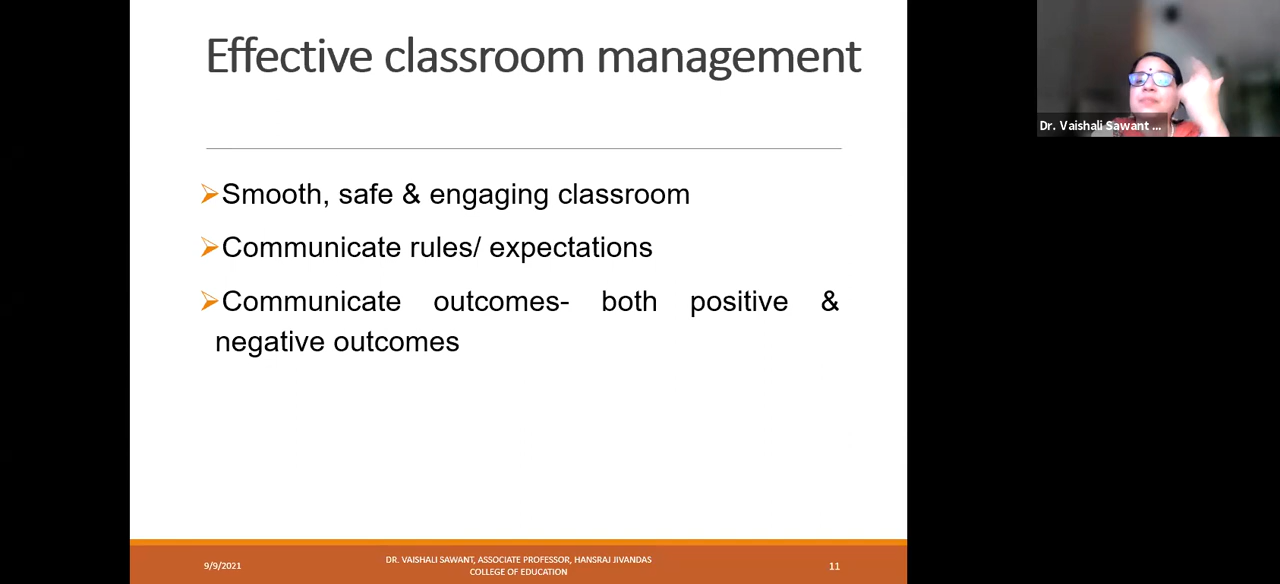 Effective classroom management
Dr. Vaishali Sawant ...
➢Smooth, safe & engaging classroom
➢Communicate rules/ expectations
➢Communicate outcomes- both positive &
negative outcomes
9/9/2021
DR. VAISHALI SAWANT, ASSOCIATE PROFESSOR, HANSRAJ JIVANDAS
COLLEGE OF EDUCATION
11